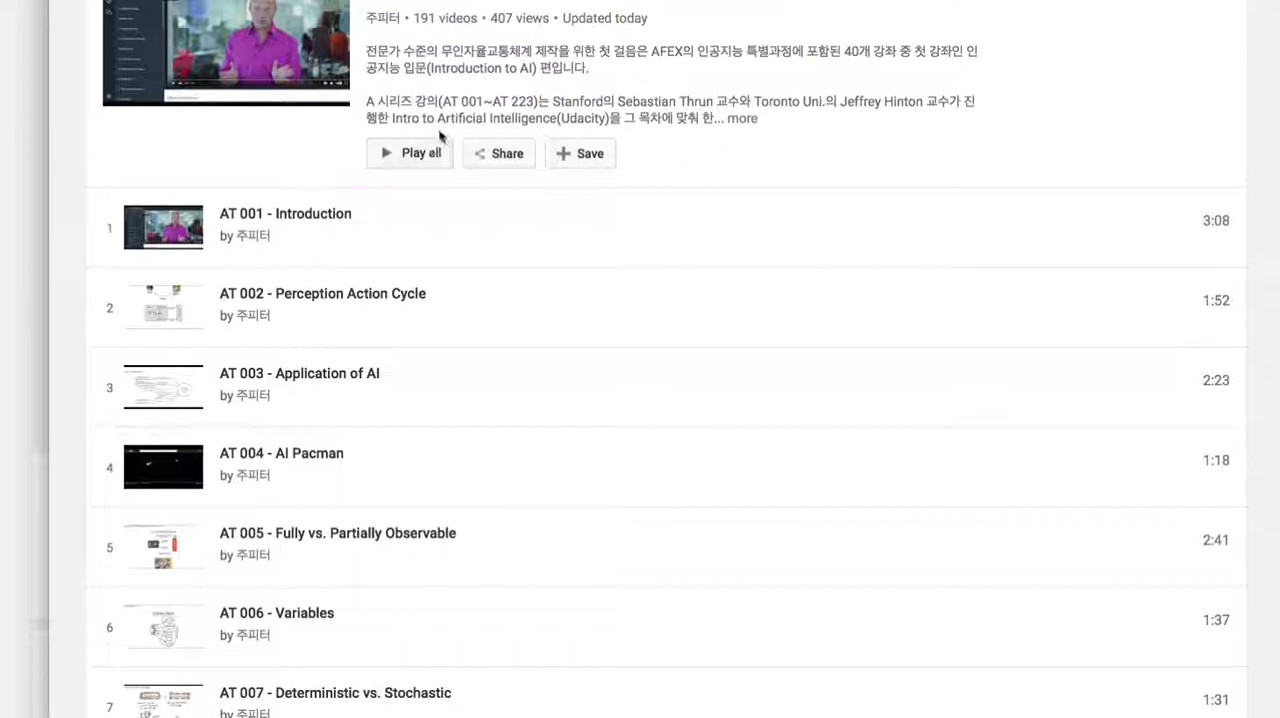 주피터 • 191 videos • 407 views • Updated today
전문가 수준의 무인자율교통체계 제작을 위한 첫 걸음은 AFEX의 인공지능 특별과정에 포함된 40개 강좌 중 첫 강좌인 인
공지능 입문(Introduction to AI) 편입니다.
A 시리즈 강의(AT 001~AT 223)는 Stanford의 Sebastian Thrun 교수와 Toronto Uni.의 Jeffrey Hinton 교수가 진
행한 Intro to Artificial Intelligence(Udacity)을 그 목차에 맞춰 한... more
Play all Share Save
1 AT 001 - Introduction 3:08
by 주피터
2 AT 002 - Perception Action Cycle 1:52
by 주피터
3 AT 003 - Application of AI 2:23
by 주피터
4 AT 004 - AI Pacman 1:18
by 주피터
5 AT 005 - Fully vs. Partially Observable 2:41
by 주피터
6 AT 006 - Variables 1:37
by 주피터
7 AT 007 - Deterministic vs. Stochastic 1:31
by 주피터